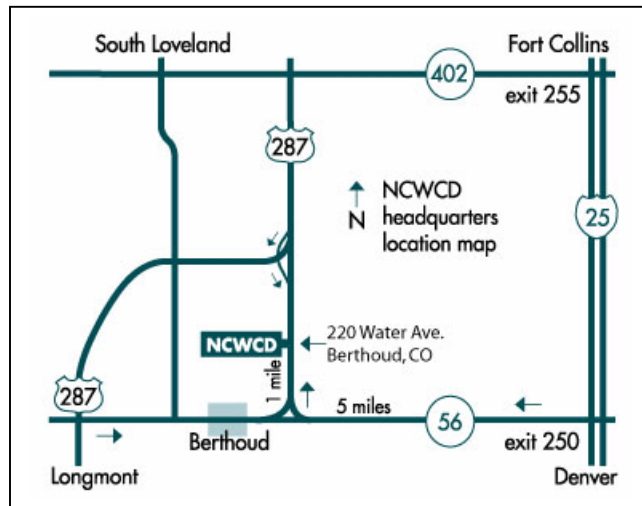 South Loveland
Fort Collins
402
exit 255
287
NCWCD
headquarters
location map
N
25
220 Water Ave.
Berthoud, CO
NCWCD
1 mile
287
5 miles
56
Berthoud
exit 250
Longmont
Denver